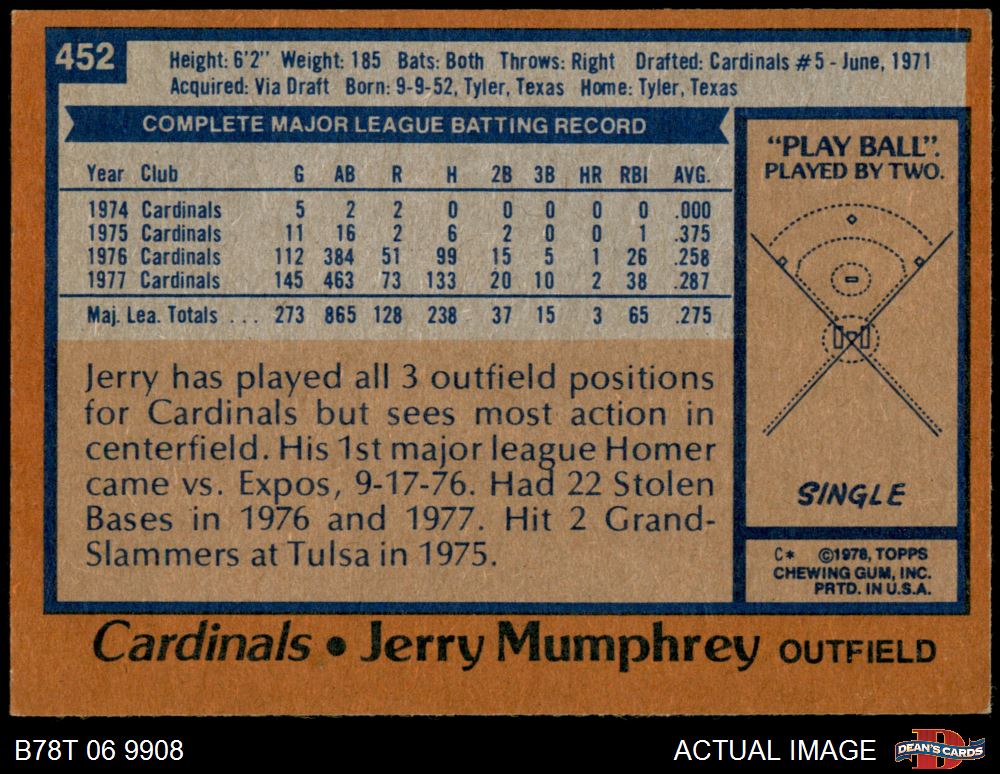 452
Height: 6'2" Weight: 185 Bats: Both Throws: Right Drafted: Cardinals #5 - June, 1971
Acquired: Via Draft Born: 9-9-52, Tyler, Texas Home: Tyler, Texas
COMPLETE MAJOR LEAGUE BATTING RECORD
Year Club G AB R H 2B 3B HR RBI AVG.
1974 Cardinals 5 2 2 0 0 0 0 0 .000
1975 Cardinals 11 16 2 6 2 0 0 1 .375
1976 Cardinals 112 384 51 99 15 5 1 26 .258
1977 Cardinals 145 463 73 133 20 10 2 38 .287
Maj. Lea. Totals . . . 273 865 128 238 37 15 3 65 .275
Jerry has played all 3 outfield positions
for Cardinals but sees most action in
centerfield. His 1st major league Homer
came vs. Expos, 9-17-76. Had 22 Stolen
Bases in 1976 and 1977. Hit 2 Grand-
Slammers at Tulsa in 1975.
"PLAY BALL".
PLAYED BY TWO.
SINGLE
C* ©1978, TOPPS
CHEWING GUM, INC.
PRTD. IN U.S.A.
Cardinals • Jerry Mumphrey OUTFIELD
B78T 06 9908
ACTUAL IMAGE
D
DEAN'S CARDS